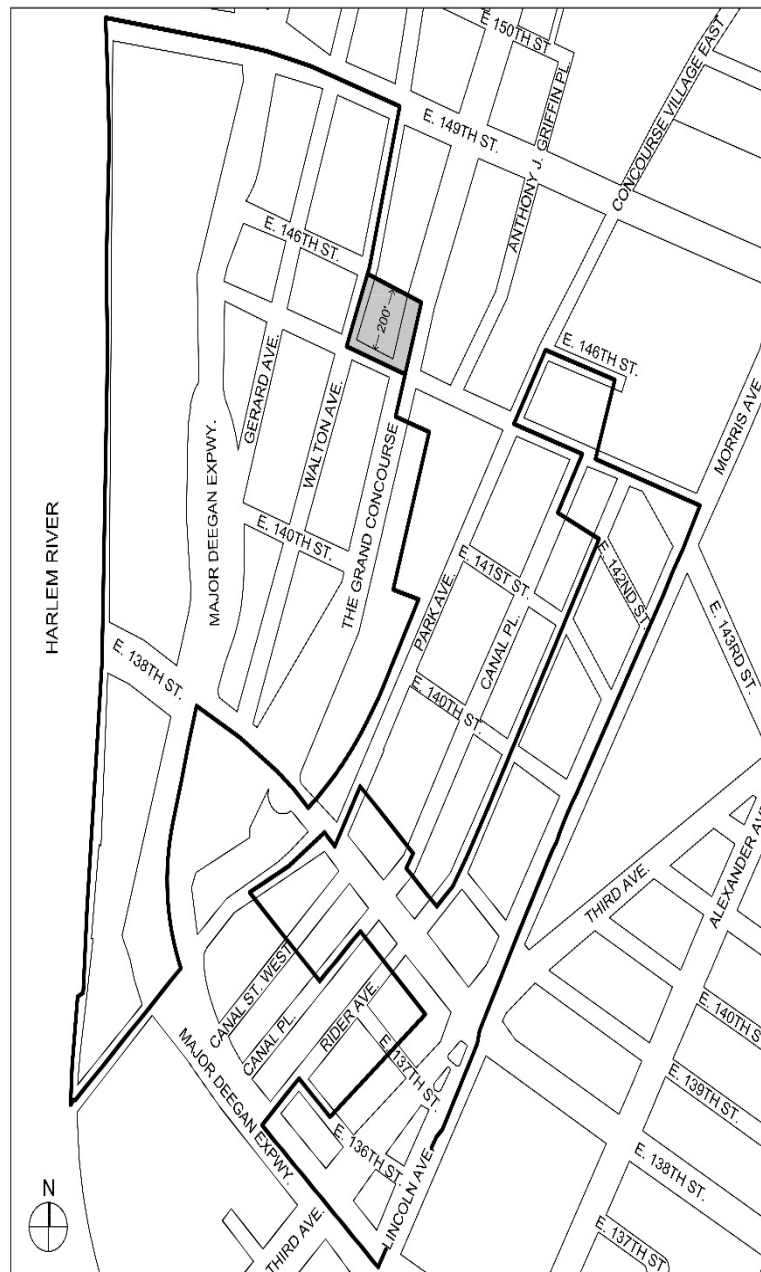 E. 150TH ST
CONCOURSE VILLAGE EAST
ANTHONY J. GRIFFIN PL.
E. 149TH ST.
E. 146TH ST.
200'
E. 146TH ST.
GERARD AVE.
WALTON AVE.
THE GRAND CONCOURSE
MORRIS AVE
MAJOR DEEGAN EXPWY.
HARLEM RIVER
E. 140TH ST.
PARK AVE.
E. 141ST ST.
E. 142ND ST.
CANAL PL.
E. 143RD ST.
E. 138TH ST.
E. 140TH ST.
THIRD AVE.
ALEXANDER AV
CANAL ST. WEST
CANAL PL.
RIDER AVE.
E. 137TH ST.
E. 140TH S
E. 139TH ST.
MAJOR DEEGAN EXPWY.
E. 136TH ST.
E. 138TH ST.
LINCOLN AVE.
THIRD AVE.
E. 137TH ST
N